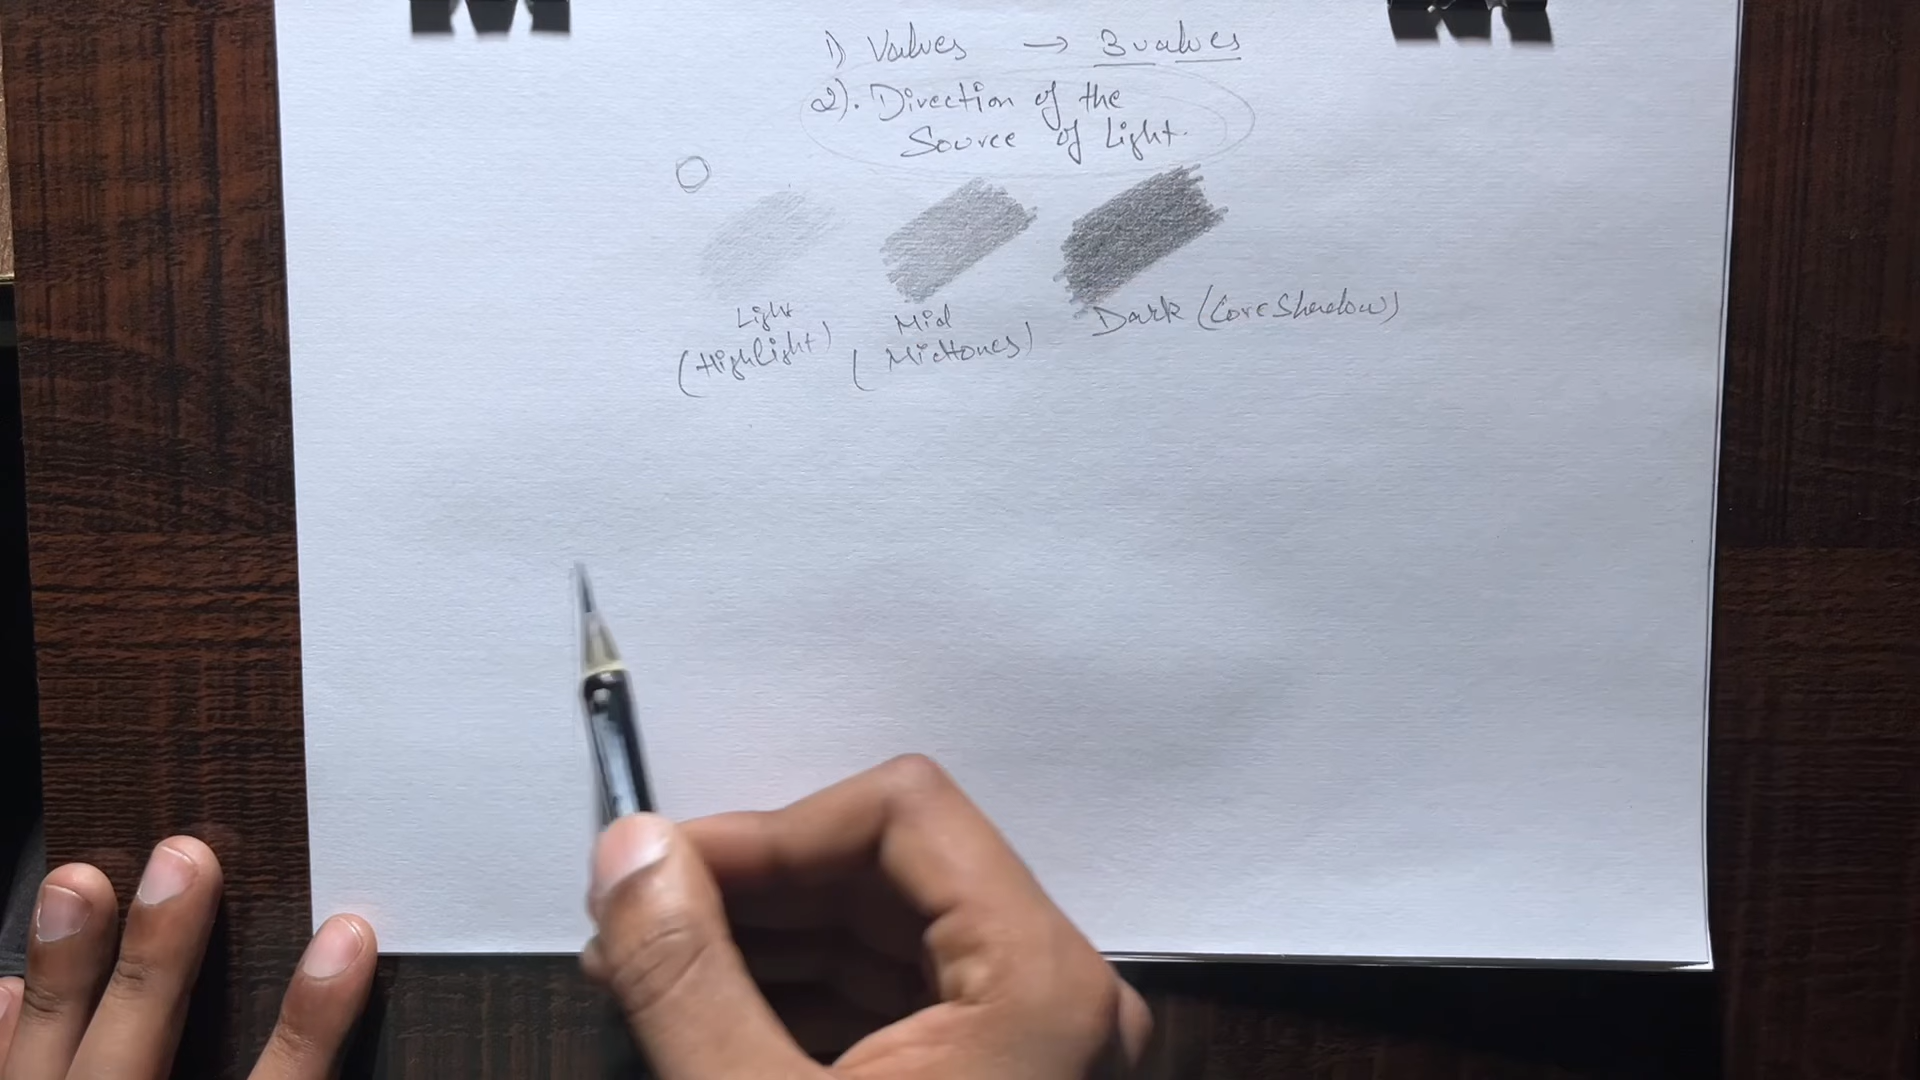 1) Values → 3 values
2). Direction of the
Source of Light.
Light
(Highlight)
Mid
(Midtones)
Dark (Core Shadow)